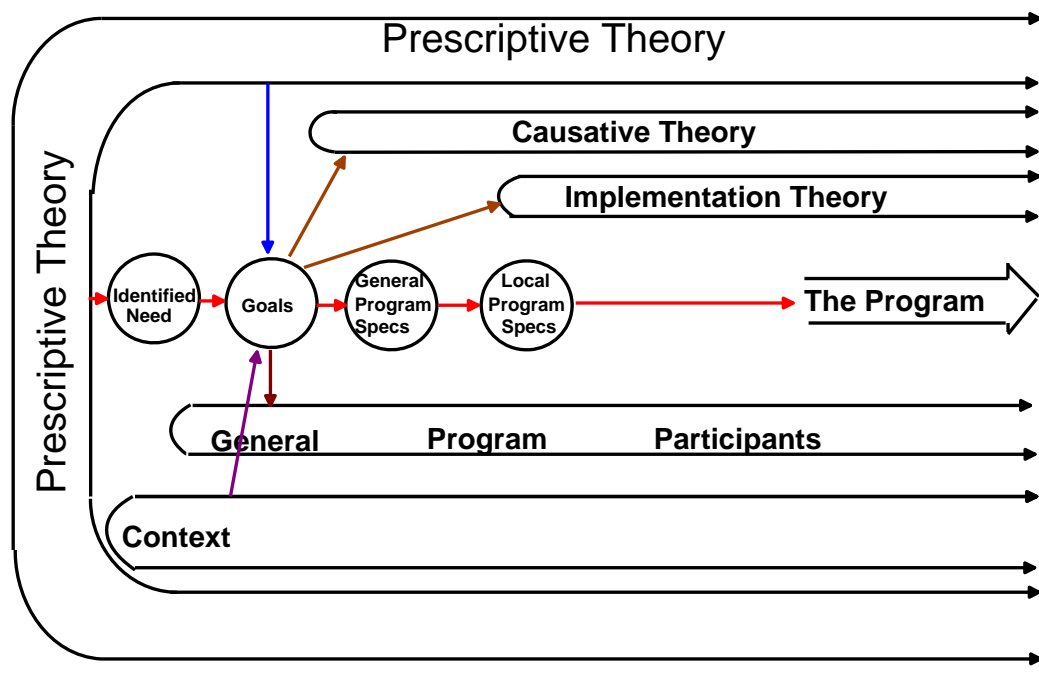 Prescriptive Theory
Prescriptive Theory
Causative Theory
Implementation Theory
Identified
Need
Goals
General
Program
Specs
Local
Program
Specs
The Program
General Program Participants
Context